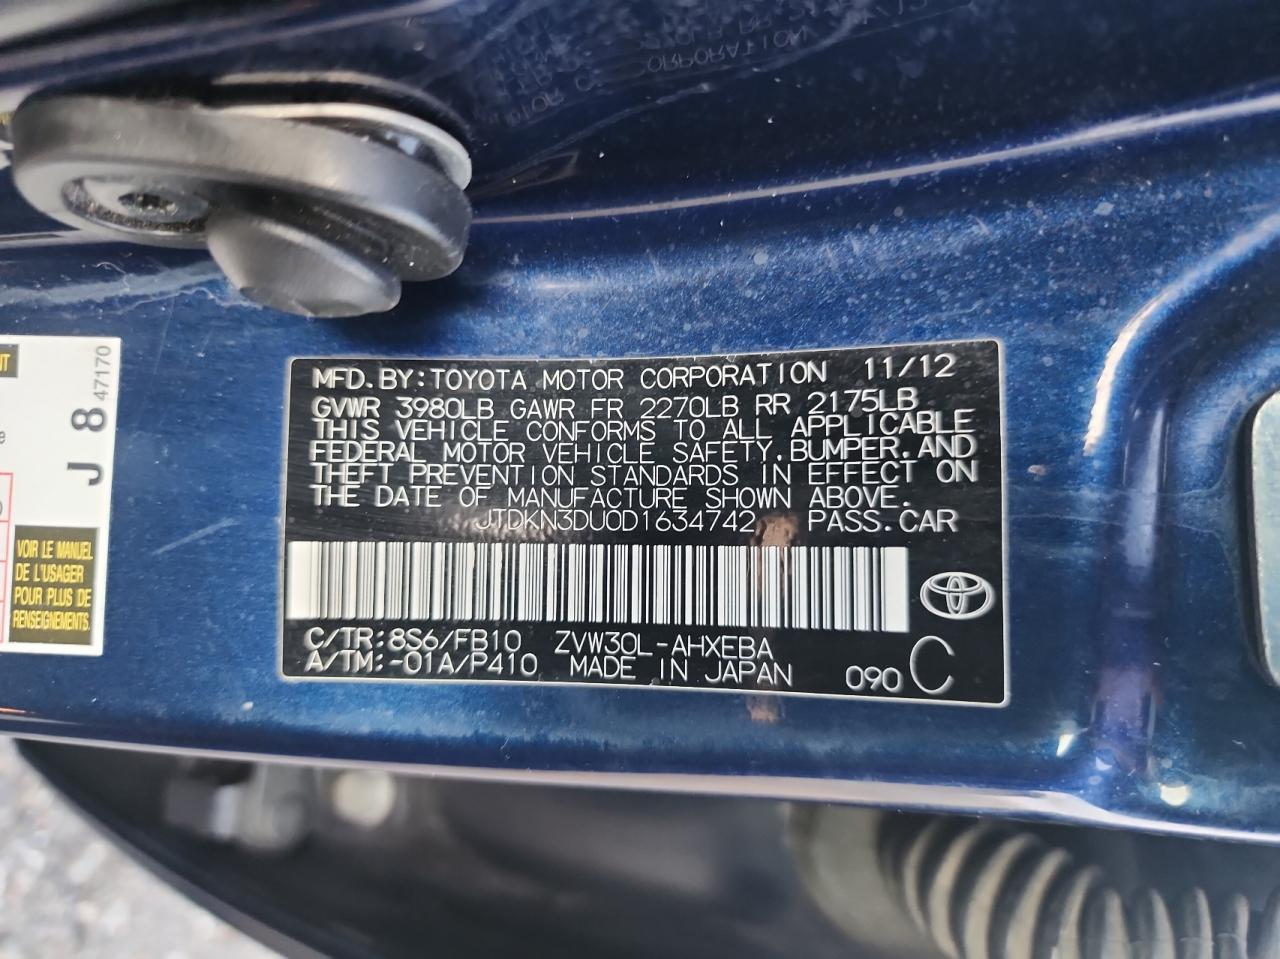 MFD.BY:TOYOTA MOTOR CORPORATION 11/12
GVWR 3980LB GAWR FR 2270LB RR 2175LB
THIS VEHICLE CONFORMS TO ALL APPLICABLE
FEDERAL MOTOR VEHICLE SAFETY,BUMPER,AND
THEFT PREVENTION STANDARDS IN EFFECT ON
THE DATE OF MANUFACTURE SHOWN ABOVE.
JTDKN3DU0D1634742 PASS.CAR
C/TR:8S6/FB10 ZVW30L-AHXEBA
A/TM:-01A/P410 MADE IN JAPAN 090 C
J 8 47170
VOIR LE MANUEL
DE L'USAGER
POUR PLUS DE
RENSEIGNEMENTS.